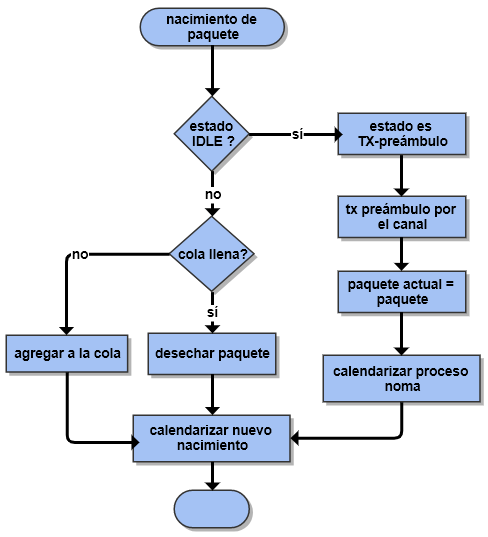 nacimiento de
paquete
estado
IDLE ?
sí
estado es
TX-preámbulo
no
tx preámbulo por
el canal
no
cola llena?
paquete actual =
paquete
sí
agregar a la cola
desechar paquete
calendarizar proceso
noma
calendarizar nuevo
nacimiento